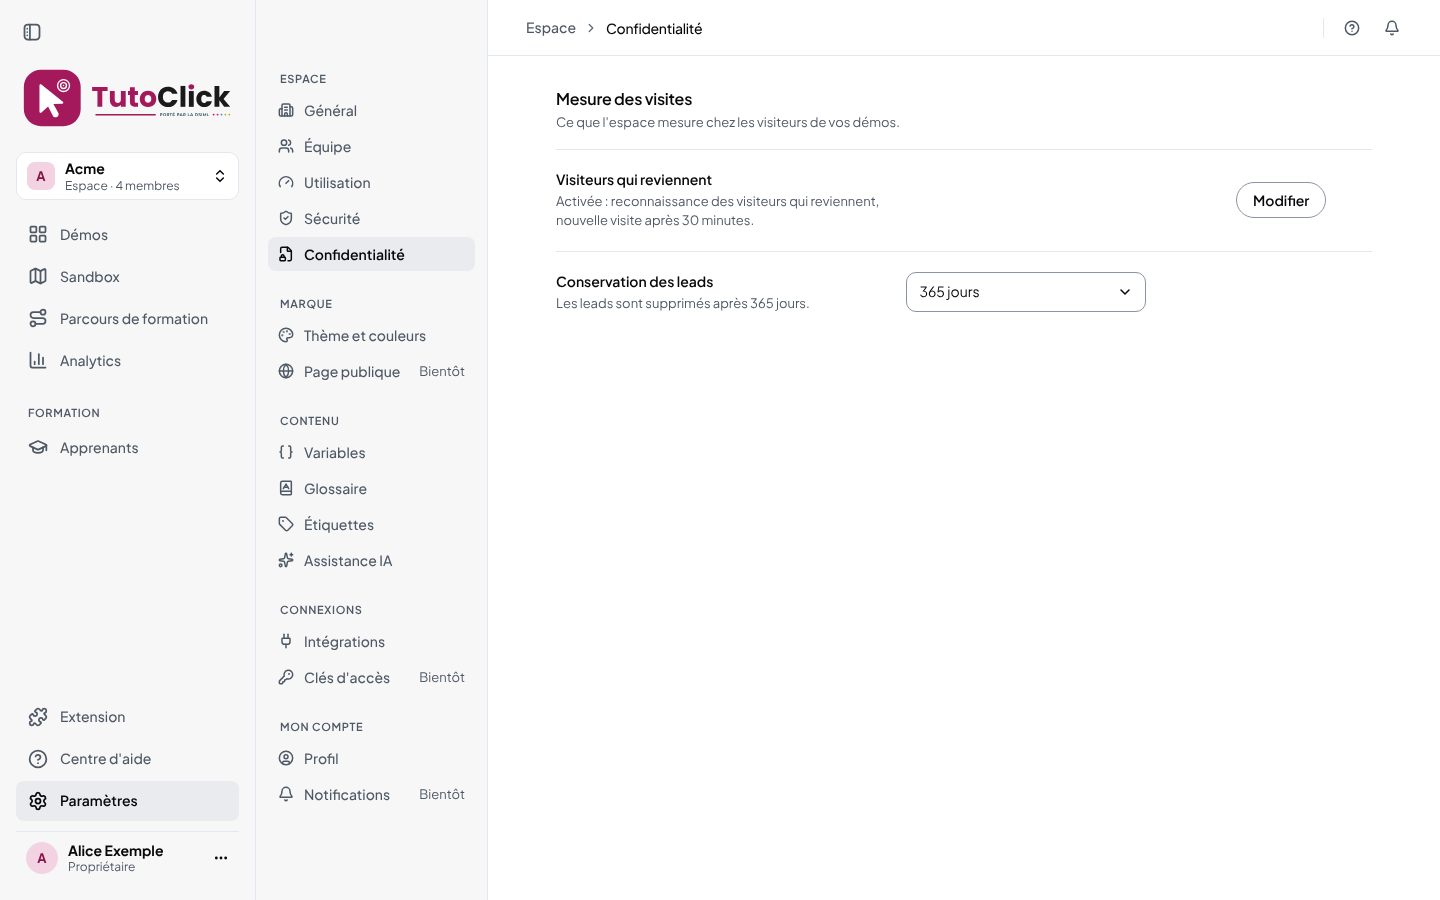 TutoClick
PORTÉ PAR LA DSIML
A
Acme
Espace · 4 membres
Démos
Sandbox
Parcours de formation
Analytics
FORMATION
Apprenants
Extension
Centre d'aide
Paramètres
A
Alice Exemple
Propriétaire
ESPACE
Général
Équipe
Utilisation
Sécurité
Confidentialité
MARQUE
Thème et couleurs
Page publique Bientôt
CONTENU
Variables
Glossaire
Étiquettes
Assistance IA
CONNEXIONS
Intégrations
Clés d'accès Bientôt
MON COMPTE
Profil
Notifications Bientôt
Espace > Confidentialité
Mesure des visites
Ce que l'espace mesure chez les visiteurs de vos démos.
Visiteurs qui reviennent
Activée : reconnaissance des visiteurs qui reviennent,
nouvelle visite après 30 minutes.
Modifier
Conservation des leads
Les leads sont supprimés après 365 jours.
365 jours